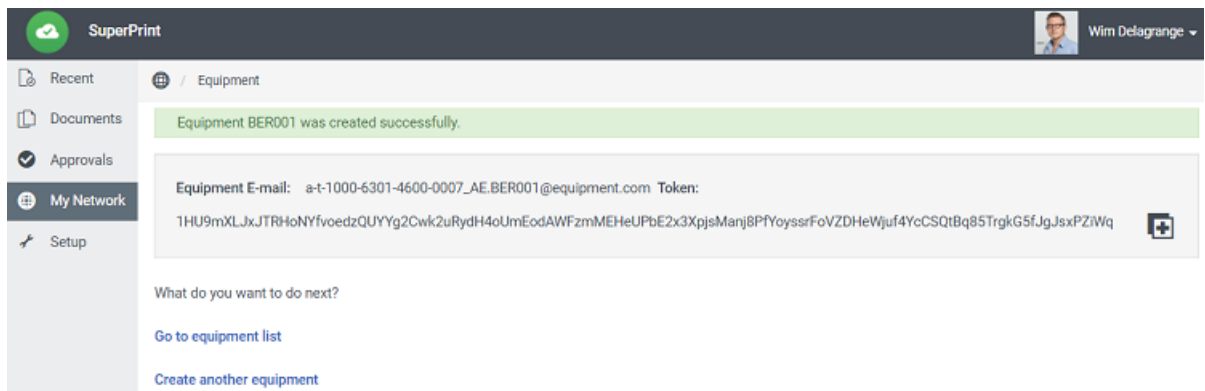 SuperPrint
Wim Delagrange
Recent
/ Equipment
Documents
Equipment BER001 was created successfully.
Approvals
My Network
Equipment E-mail: a-t-1000-6301-4600-0007_AE.BER001@equipment.com Token:
1HU9mXLJxJTRHoNYfvoedzQUYYg2Cwk2uRydH4oUmEodAWFzmMEHeUPbE2x3XpjsManj8PfYoyssrFoVZDHeWjuf4YcCSQtBq85TrgkG5fJgJsxPZiWq
Setup
What do you want to do next?
Go to equipment list
Create another equipment